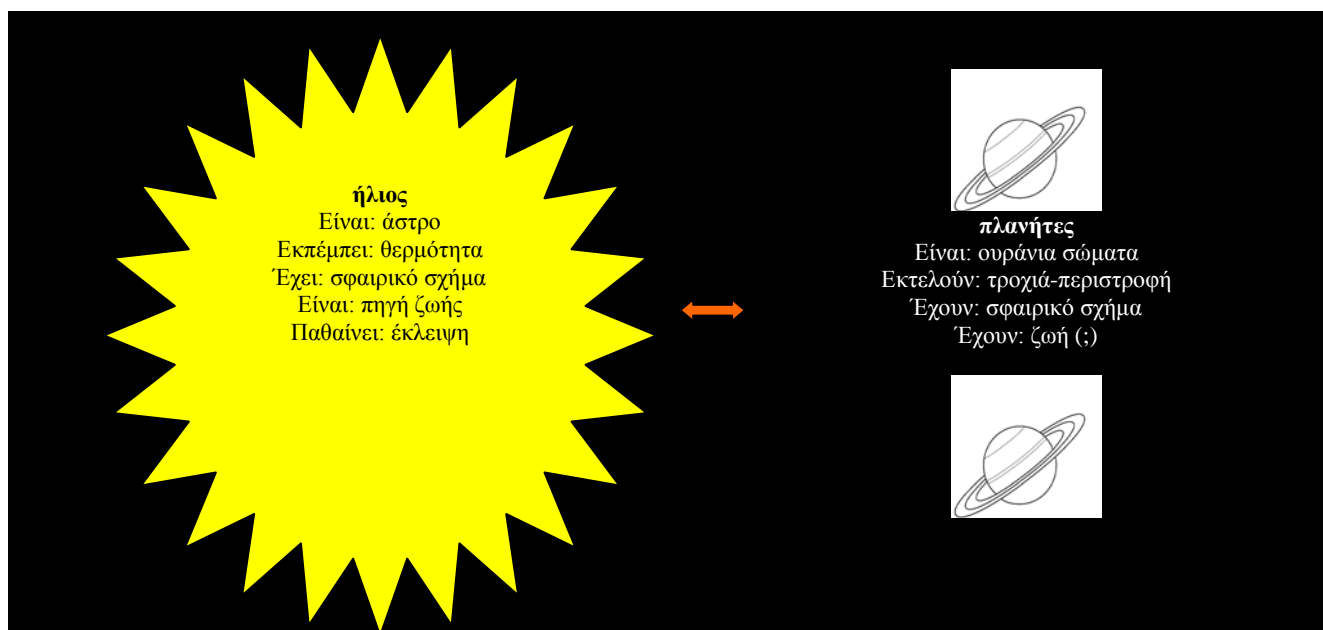 ήλιος
Είναι: άστρο
Εκπέμπει: θερμότητα
Έχει: σφαιρικό σχήμα
Είναι: πηγή ζωής
Παθαίνει: έκλειψη
πλανήτες
Είναι: ουράνια σώματα
Εκτελούν: τροχιά-περιστροφή
Έχουν: σφαιρικό σχήμα
Έχουν: ζωή (;)